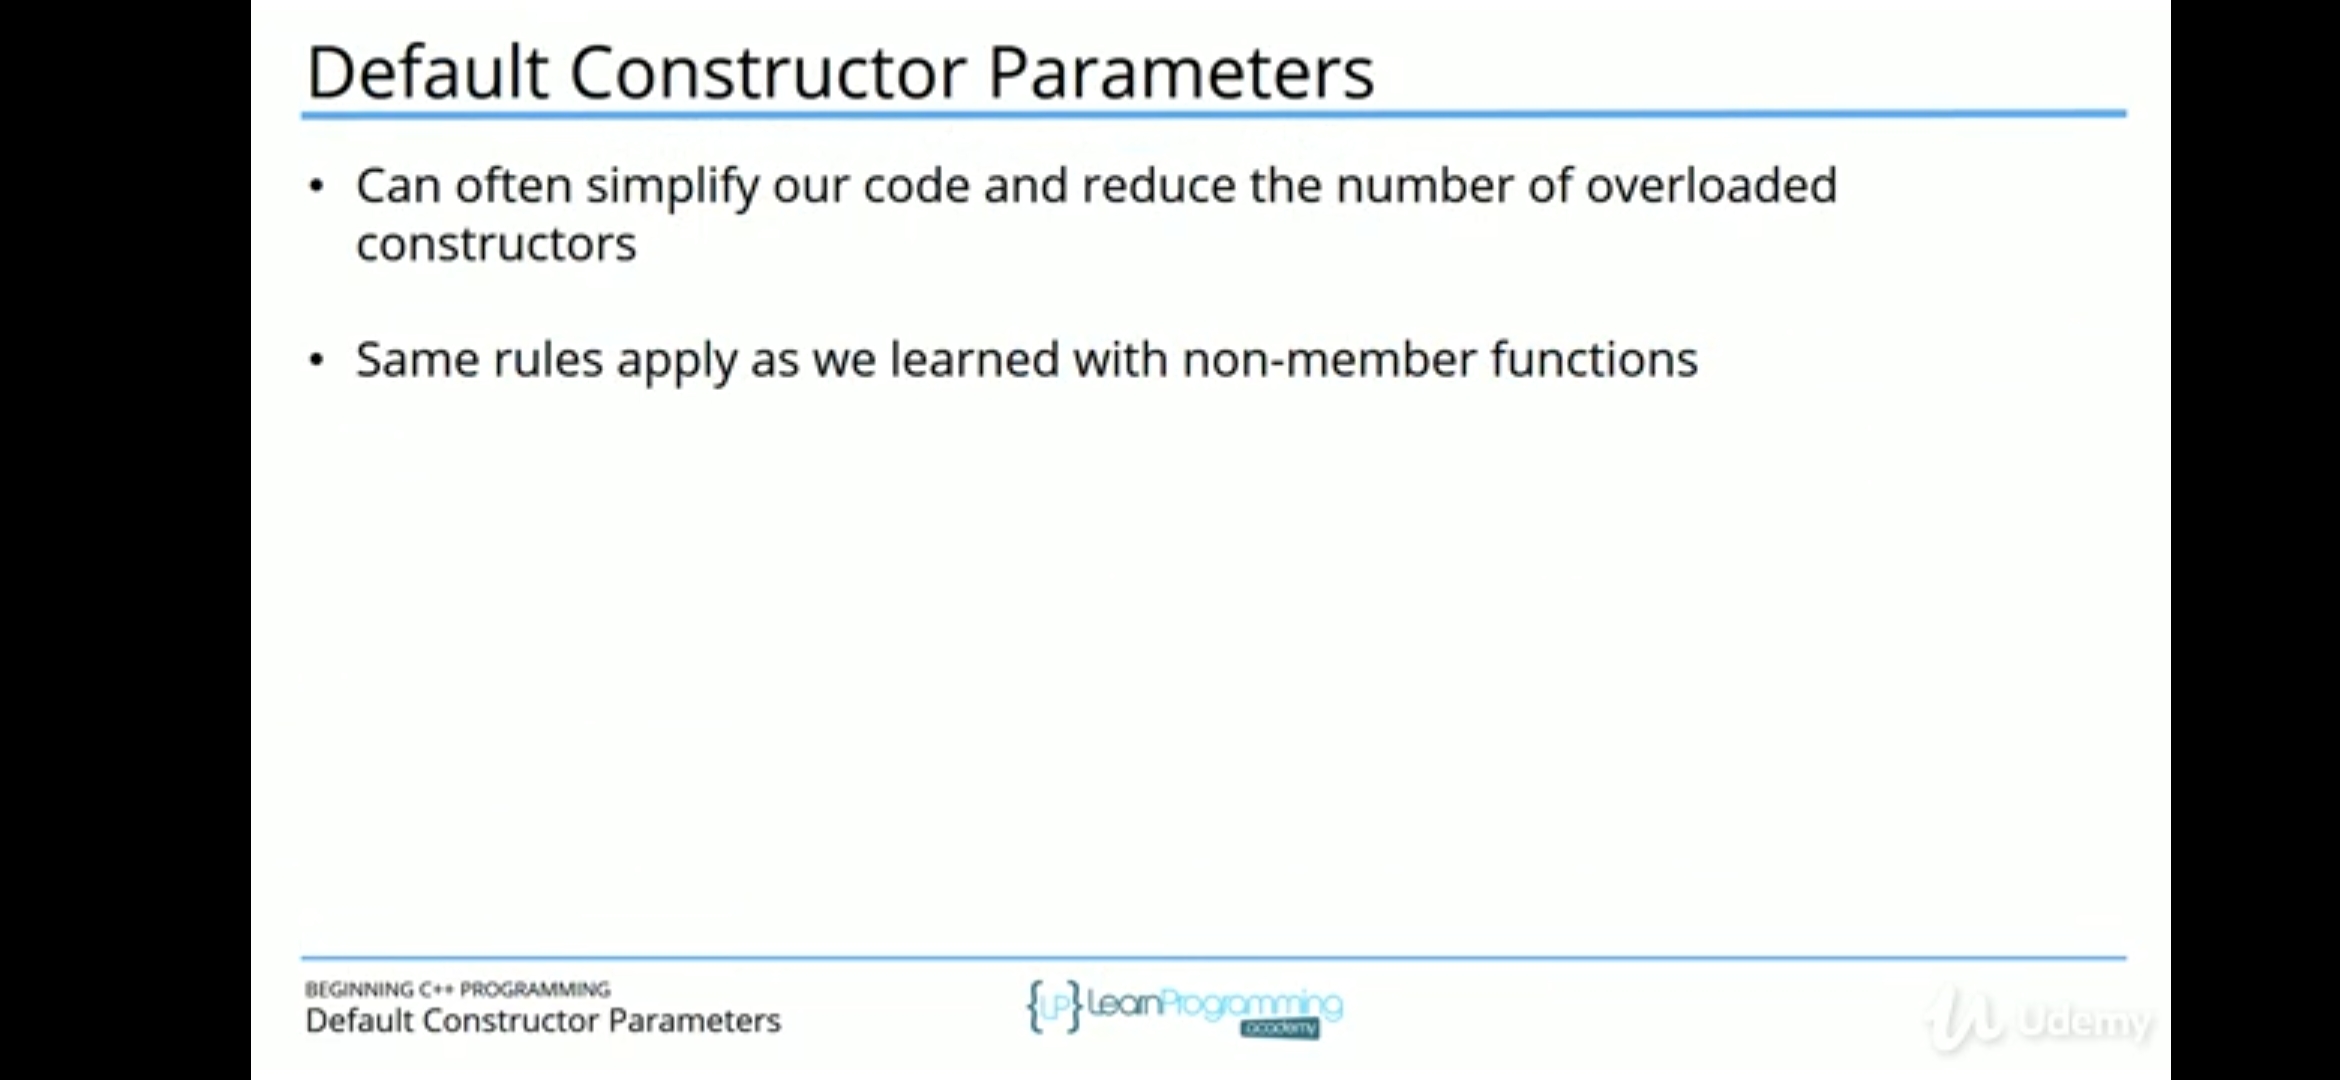 Default Constructor Parameters
• Can often simplify our code and reduce the number of overloaded
constructors
• Same rules apply as we learned with non-member functions
BEGINNING C++ PROGRAMMING
Default Constructor Parameters
{LP} LearnProgramming
academy
Udemy